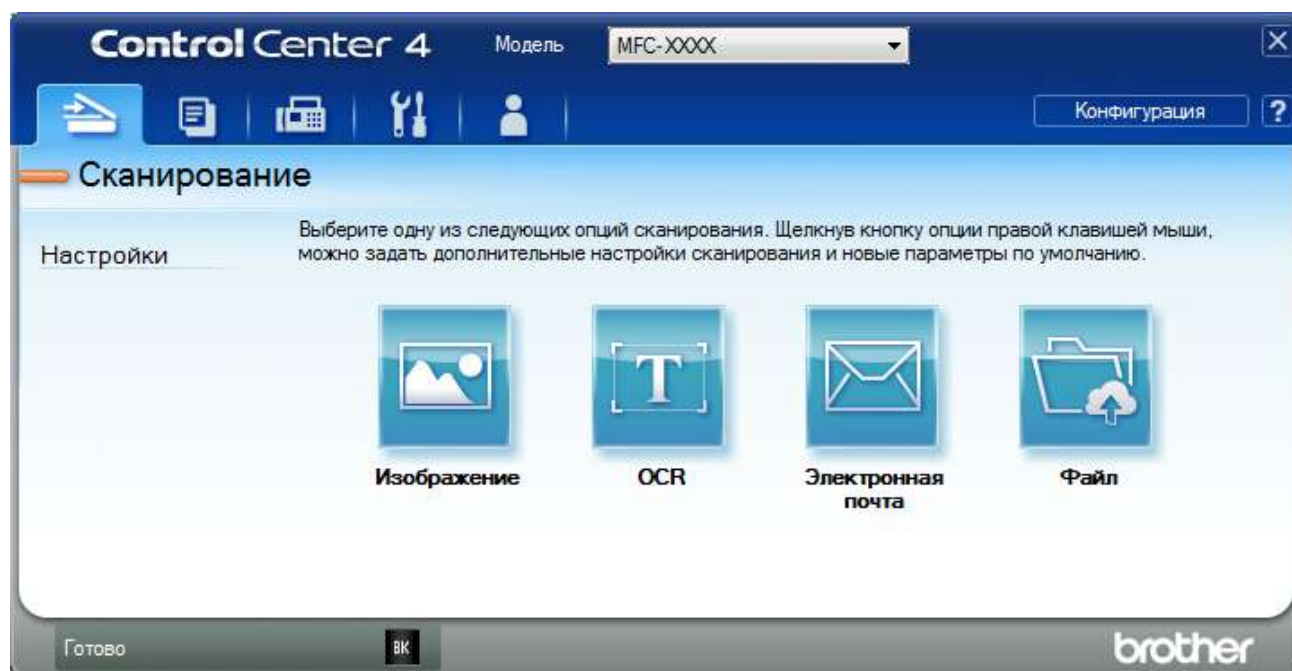 Control Center 4 Модель MFC-XXXX
Конфигурация ?
Сканирование
Выберите одну из следующих опций сканирования. Щелкнув кнопку опции правой клавишей мыши,
можно задать дополнительные настройки сканирования и новые параметры по умолчанию.
Настройки
T
Изображение OCR Электронная Файл
почта
Готово BK brother